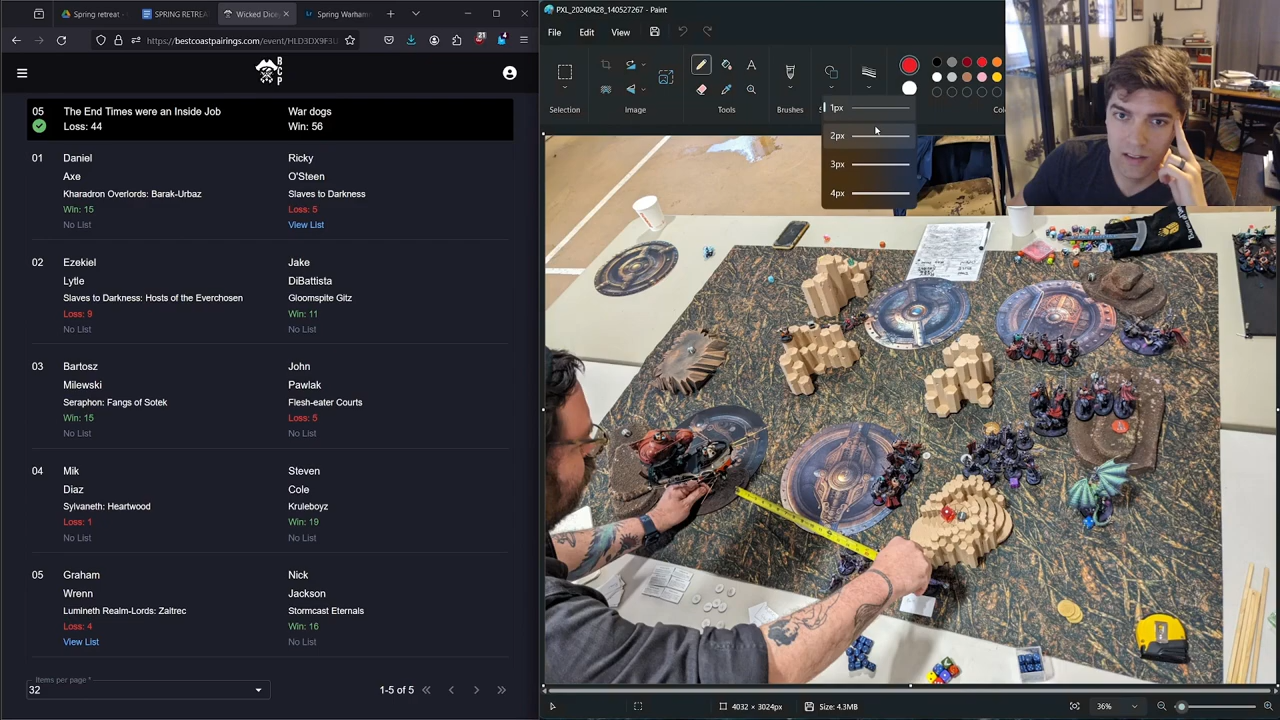 Spring retreat -
SPRING RETREA
Wicked Dice
Spring Warham
PXL_20240428_140527267 - Paint
https://bestcoastpairings.com/event/HLD3DX9F3U
21
4
File
Edit
View
BCP
Selection
Image
Tools
Brushes
05
The End Times were an Inside Job
War dogs
Loss: 44
Win: 56
1px
2px
3px
4px
01
Daniel
Ricky
Axe
O'Steen
Kharadron Overlords: Barak-Urbaz
Slaves to Darkness
Win: 15
Loss: 5
No List
View List
02
Ezekiel
Jake
Lytle
DiBattista
Slaves to Darkness: Hosts of the Everchosen
Gloomspite Gitz
Loss: 9
Win: 11
No List
No List
03
Bartosz
John
Milewski
Pawlak
Seraphon: Fangs of Sotek
Flesh-eater Courts
Win: 15
Loss: 5
No List
No List
04
Mik
Steven
Diaz
Cole
Sylvaneth: Heartwood
Kruleboyz
Loss: 1
Win: 19
No List
No List
05
Graham
Nick
Wrenn
Jackson
Lumineth Realm-Lords: Zaitrec
Stormcast Eternals
Loss: 4
Win: 16
View List
No List
Items per page *
32
1-5 of 5
4032 × 3024px
Size: 4.3MB
36%